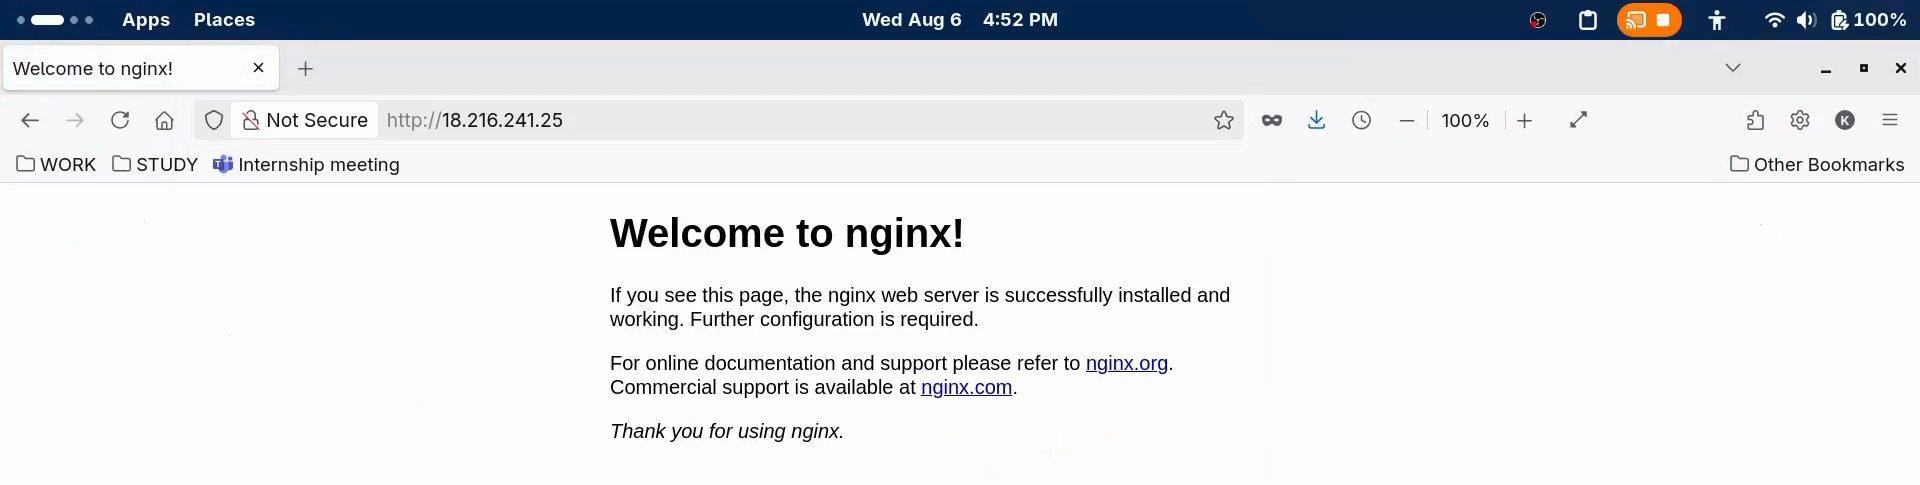 Apps Places Wed Aug 6 4:52 PM 100%
Welcome to nginx!
Not Secure http://18.216.241.25 100% K
WORK STUDY Internship meeting Other Bookmarks
Welcome to nginx!
If you see this page, the nginx web server is successfully installed and
working. Further configuration is required.
For online documentation and support please refer to nginx.org.
Commercial support is available at nginx.com.
Thank you for using nginx.